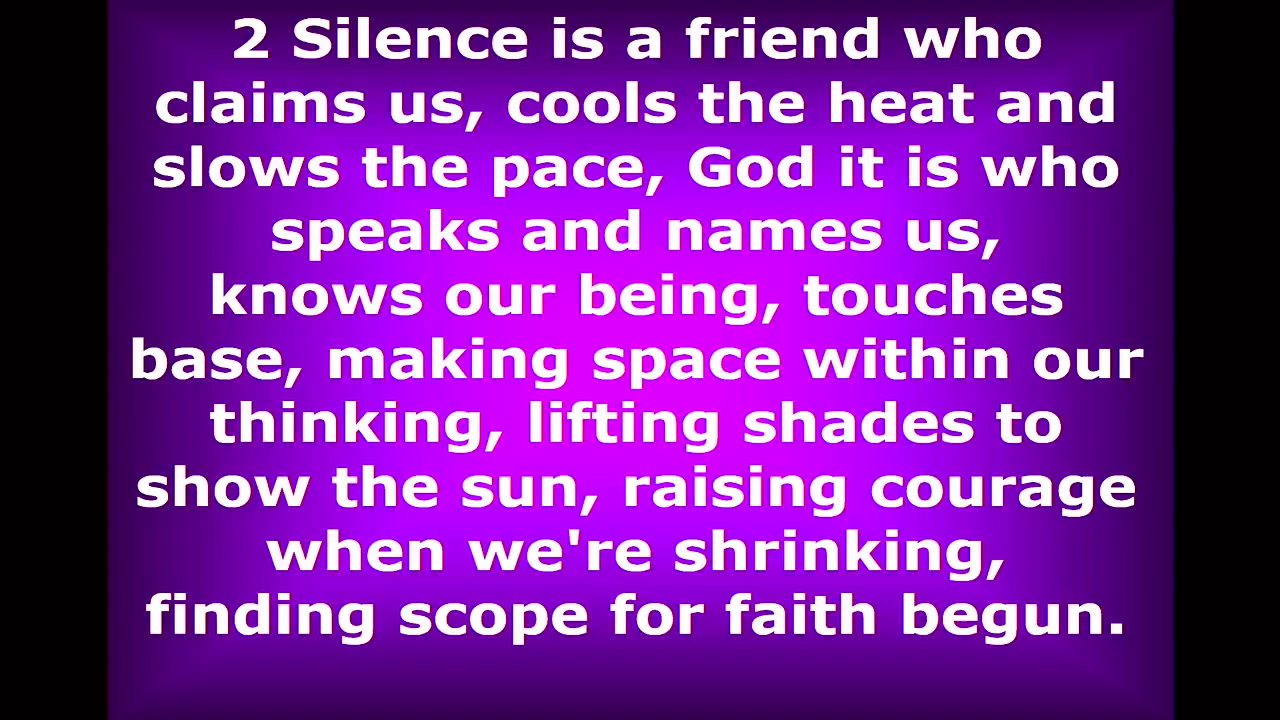 2 Silence is a friend who
claims us, cools the heat and
slows the pace, God it is who
speaks and names us,
knows our being, touches
base, making space within our
thinking, lifting shades to
show the sun, raising courage
when we're shrinking,
finding scope for faith begun.